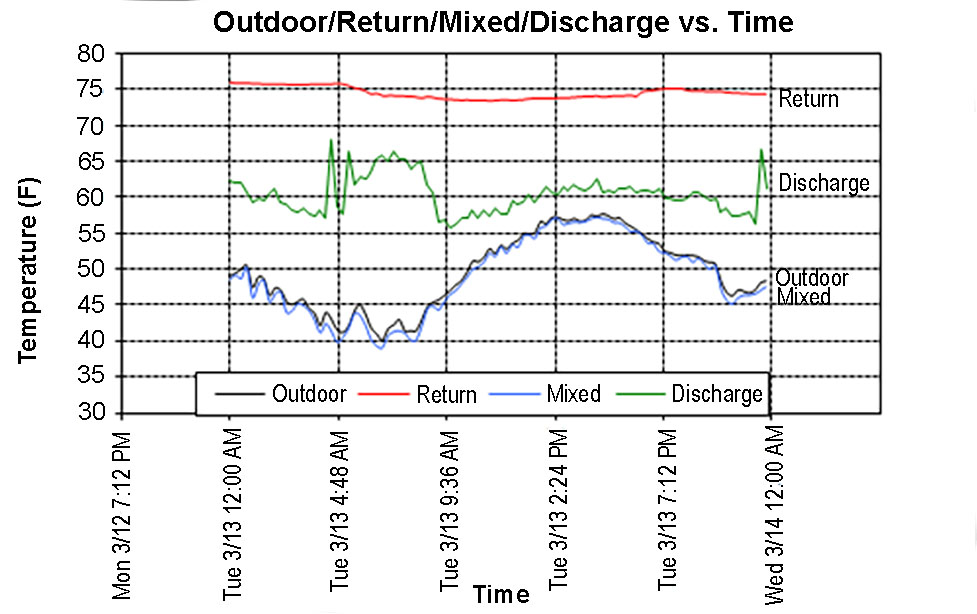 Outdoor/Return/Mixed/Discharge vs. Time
Temperature (F)
80
75
70
65
60
55
50
45
40
35
30
Return
Discharge
Outdoor
Mixed
Outdoor Return Mixed Discharge
Mon 3/12 7:12 PM
Tue 3/13 12:00 AM
Tue 3/13 4:48 AM
Tue 3/13 9:36 AM
Tue 3/13 2:24 PM
Tue 3/13 7:12 PM
Wed 3/14 12:00 AM
Time